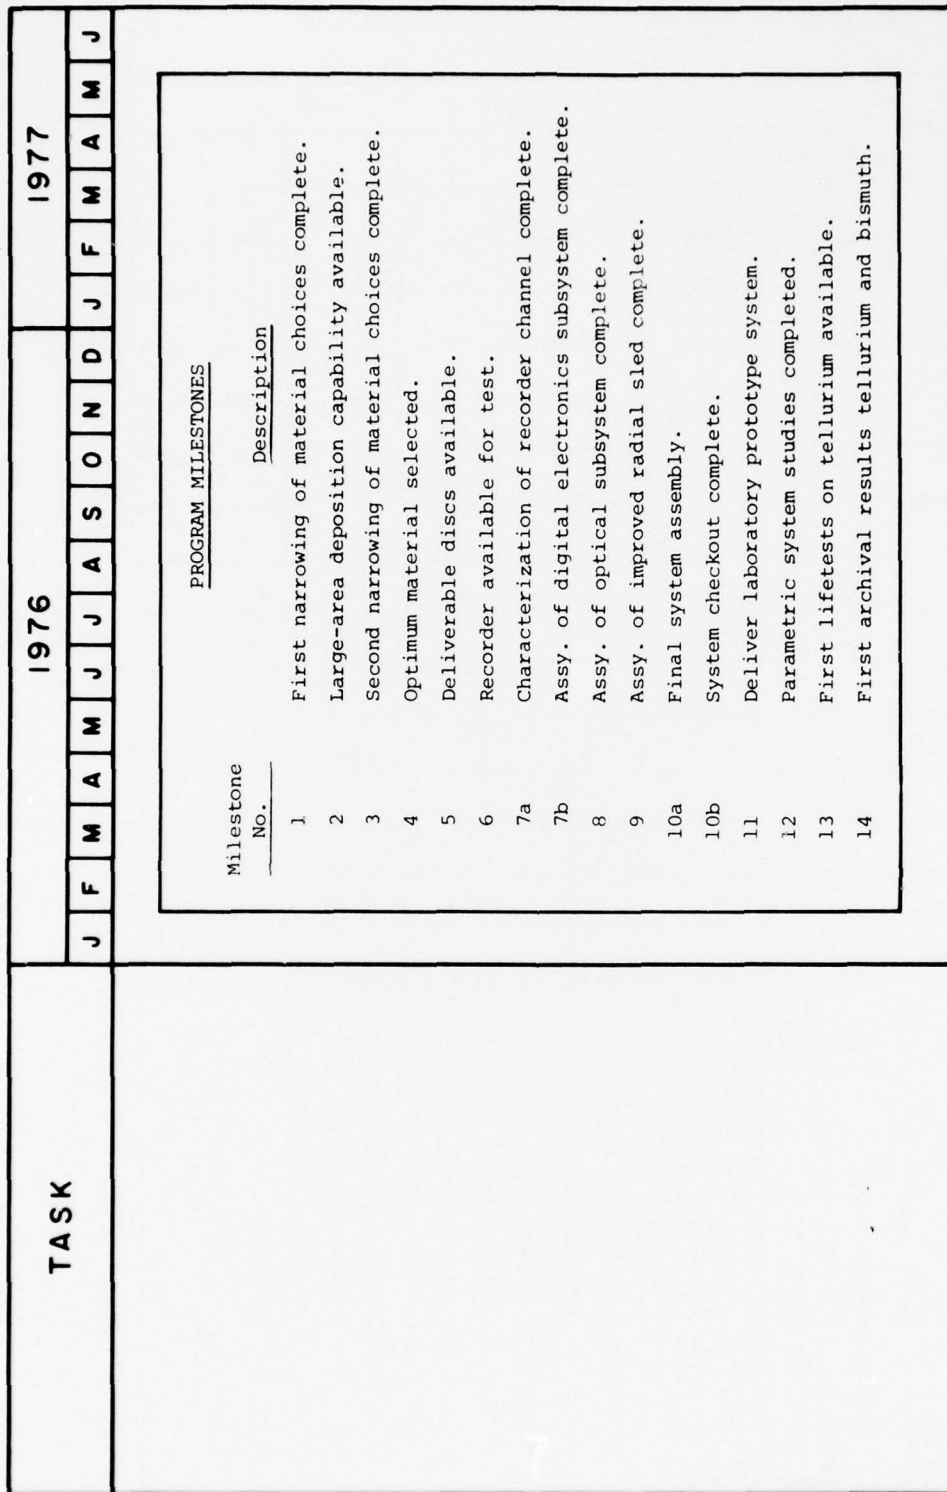 TASK
1976 1977
J F M A M J J A S O N D J F M A M J
PROGRAM MILESTONES
Milestone
No. Description
1 First narrowing of material choices complete.
2 Large-area deposition capability available.
3 Second narrowing of material choices complete.
4 Optimum material selected.
5 Deliverable discs available.
6 Recorder available for test.
7a Characterization of recorder channel complete.
7b Assy. of digital electronics subsystem complete.
8 Assy. of optical subsystem complete.
9 Assy. of improved radial sled complete.
10a Final system assembly.
10b System checkout complete.
11 Deliver laboratory prototype system.
12 Parametric system studies completed.
13 First lifetests on tellurium available.
14 First archival results tellurium and bismuth.